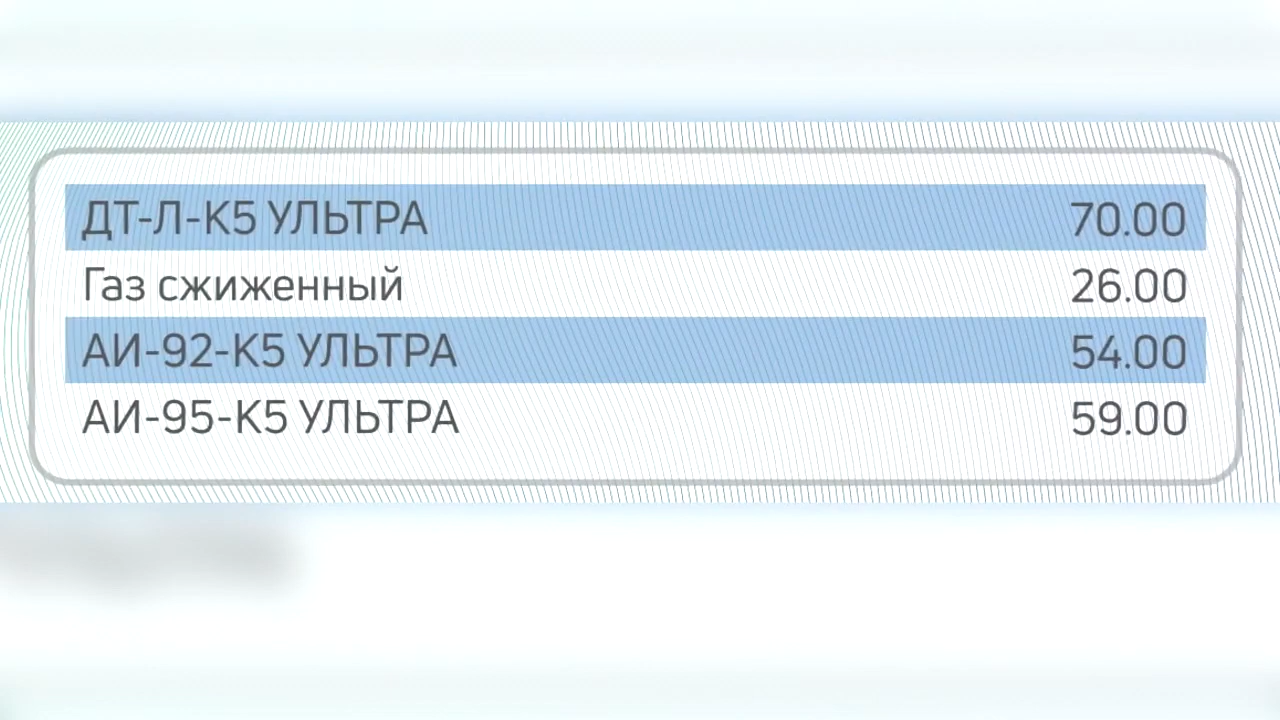 ДТ-Л-К5 УЛЬТРА 70.00
Газ сжиженный 26.00
АИ-92-К5 УЛЬТРА 54.00
АИ-95-К5 УЛЬТРА 59.00